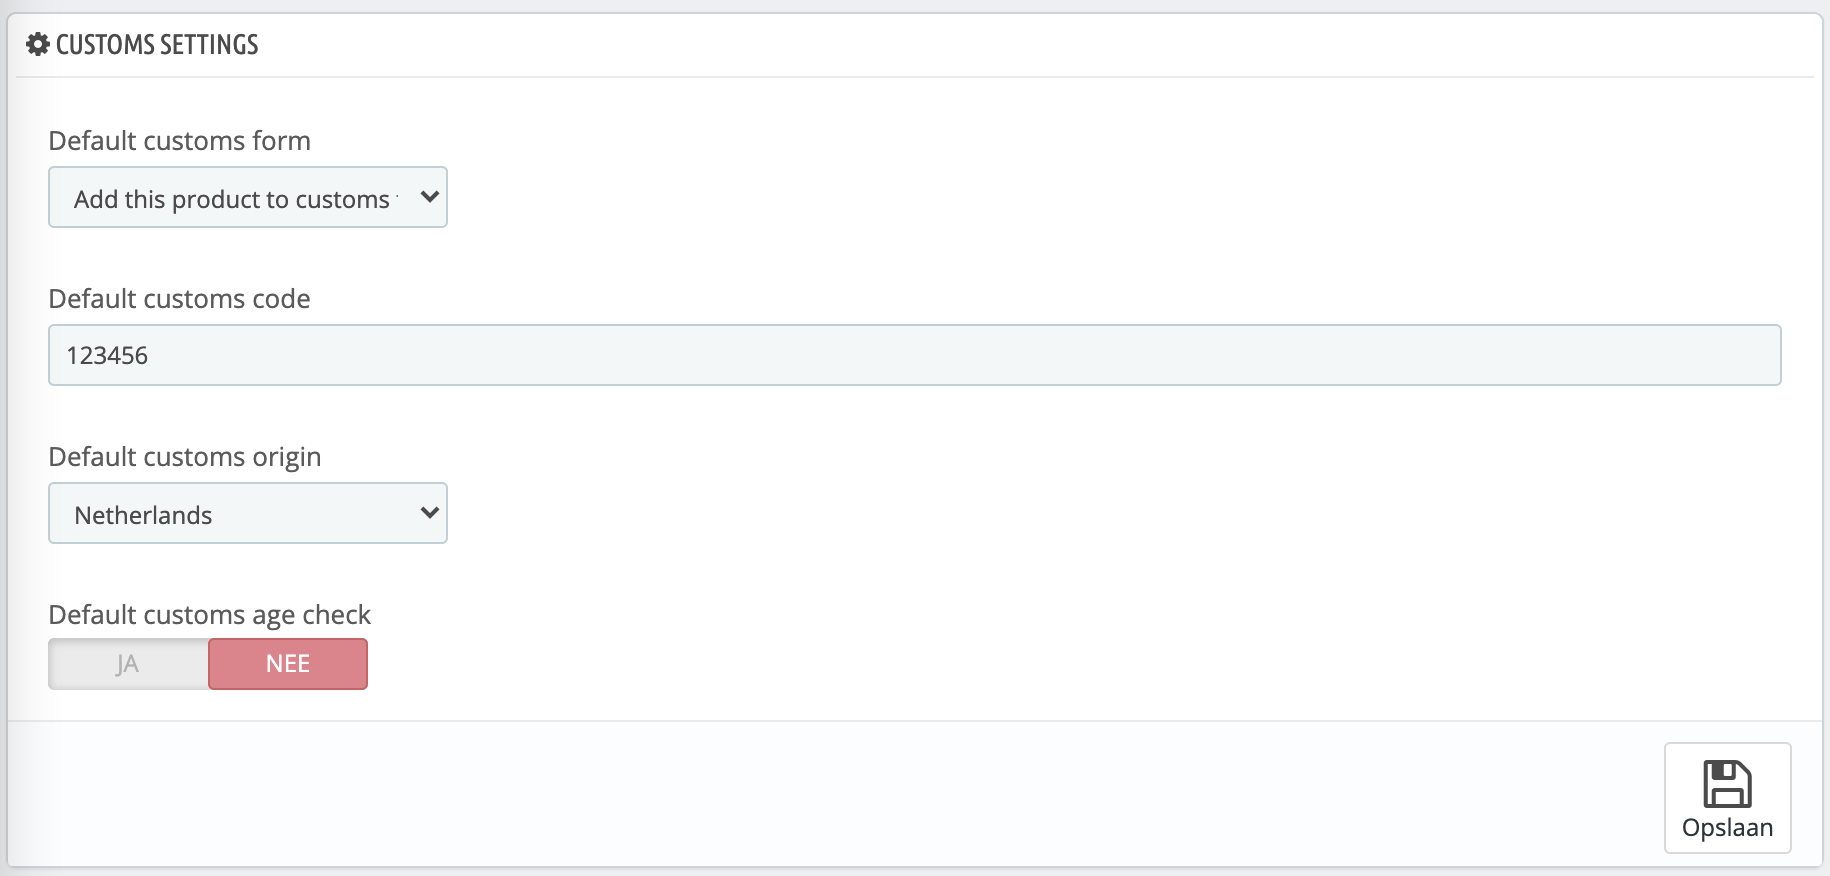 CUSTOMS SETTINGS
Default customs form
Add this product to customs
Default customs code
123456
Default customs origin
Netherlands
Default customs age check
JA NEE
Opslaan